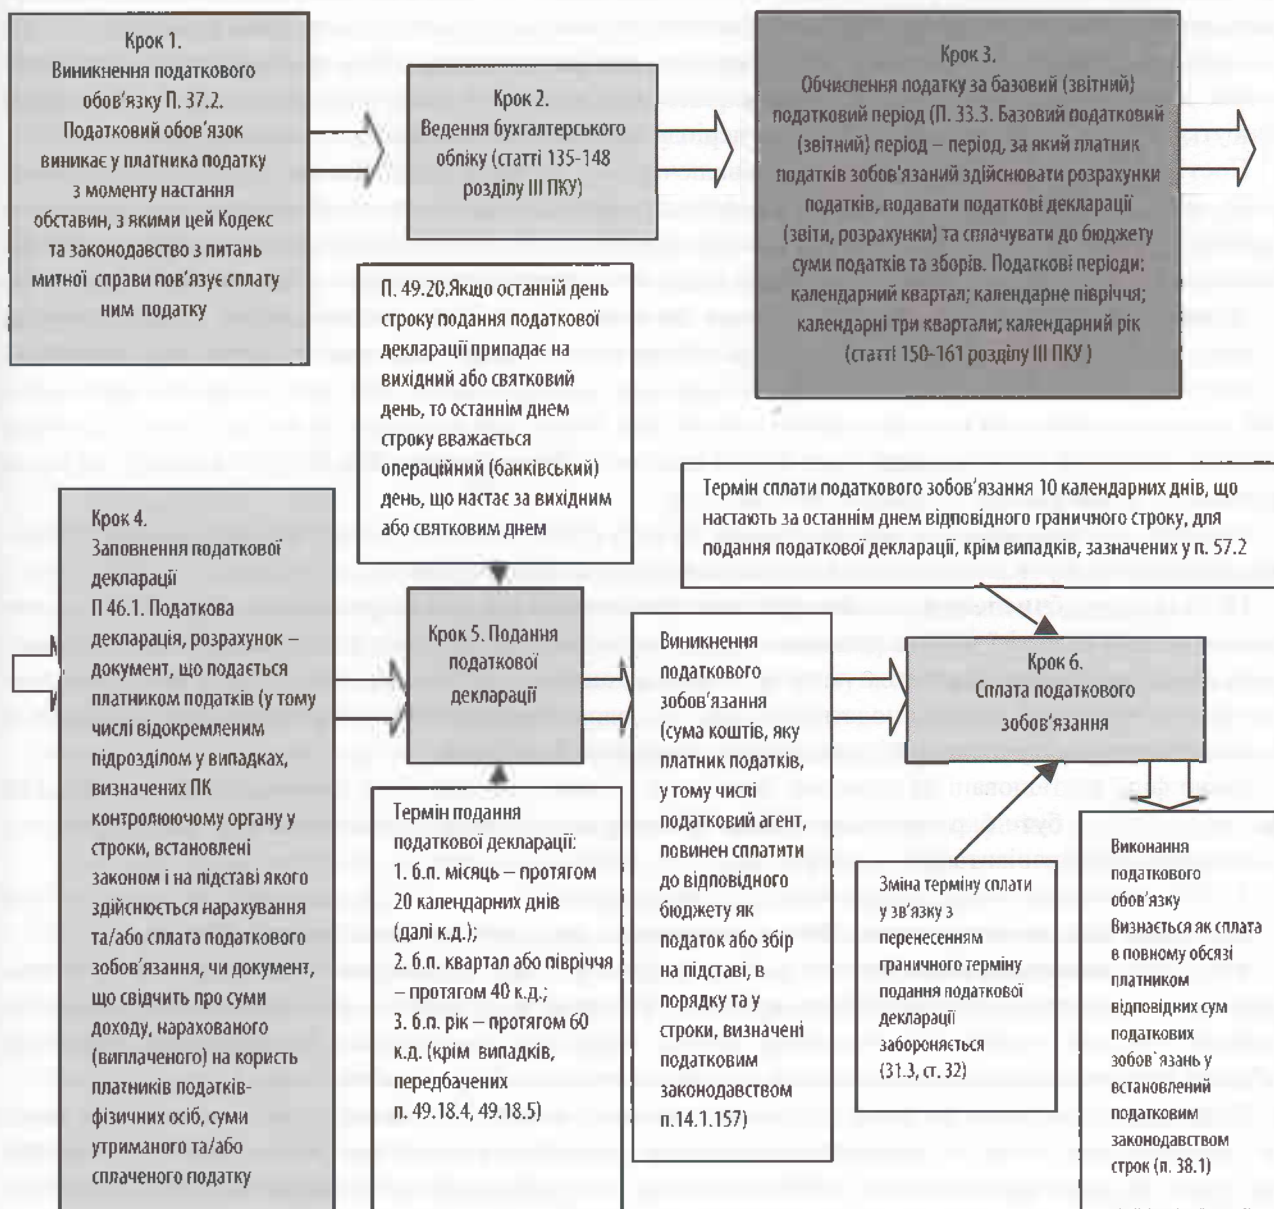 Крок 1.
Виникнення податкового
обов'язку П. 37.2.
Податковий обов'язок
виникає у платника податку
з моменту настання
обставин, з якими цей Кодекс
та законодавство з питань
митної справи пов'язує сплату
ним податку
Крок 2.
Ведення бухгалтерського
обліку (статті 135-148
розділу III ПКУ)
Крок 3.
Обчислення податку за базовий (звітний)
податковий період (П. 33.3. Базовий податковий
(звітний) період – період, за який платник
податків зобов'язаний здійснювати розрахунки
податків, подавати податкові декларації
(звіти, розрахунки) та сплачувати до бюджету
суми податків та зборів. Податкові періоди:
календарний квартал; календарне півріччя;
календарні три квартали; календарний рік
(статті 150-161 розділу III ПКУ )
П. 49.20.Якщо останній день
строку подання податкової
декларації припадає на
вихідний або святковий
день, то останнім днем
строку вважається
операційний (банківський)
день, що настає за вихідним
або святковим днем
Термін сплати податкового зобов'язання 10 календарних днів, що
настають за останнім днем відповідного граничного строку, для
подання податкової декларації, крім випадків, зазначених у п. 57.2
Крок 4.
Заповнення податкової
декларації
П 46.1. Податкова
декларація, розрахунок –
документ, що подається
платником податків (у тому
числі відокремленим
підрозділом у випадках,
визначених ПК
контролюючому органу у
строки, встановлені
законом і на підставі якого
здійснюється нарахування
та/або сплата податкового
зобов'язання, чи документ,
що свідчить про суми
доходу, нарахованого
(виплаченого) на користь
платників податків-
фізичних осіб, суми
утриманого та/або
сплаченого податку
Крок 5. Подання
податкової
декларації
Термін подання
податкової декларації:
1. б.п. місяць – протягом
20 календарних днів
(далі к.д.);
2. б.п. квартал або півріччя
– протягом 40 к.д.;
3. б.п. рік – протягом 60
к.д. (крім випадків,
передбачених
п. 49.18.4, 49.18.5)
Виникнення
податкового
зобов'язання
(сума коштів, яку
платник податків,
у тому числі
податковий агент,
повинен сплатити
до відповідного
бюджету як
податок або збір
на підставі, в
порядку та у
строки, визначені
податковим
законодавством
п.14.1.157)
Крок 6.
Сплата податкового
зобов'язання
Зміна терміну сплати
у зв'язку з
перенесенням
граничного терміну
подання податкової
декларації
забороняється
(31.3, ст. 32)
Виконання
податкового
обов'язку
Визнається як сплата
в повному обсязі
платником
відповідних сум
податкових
зобов`язань у
встановлений
податковим
законодавством
строк (п. 38.1)